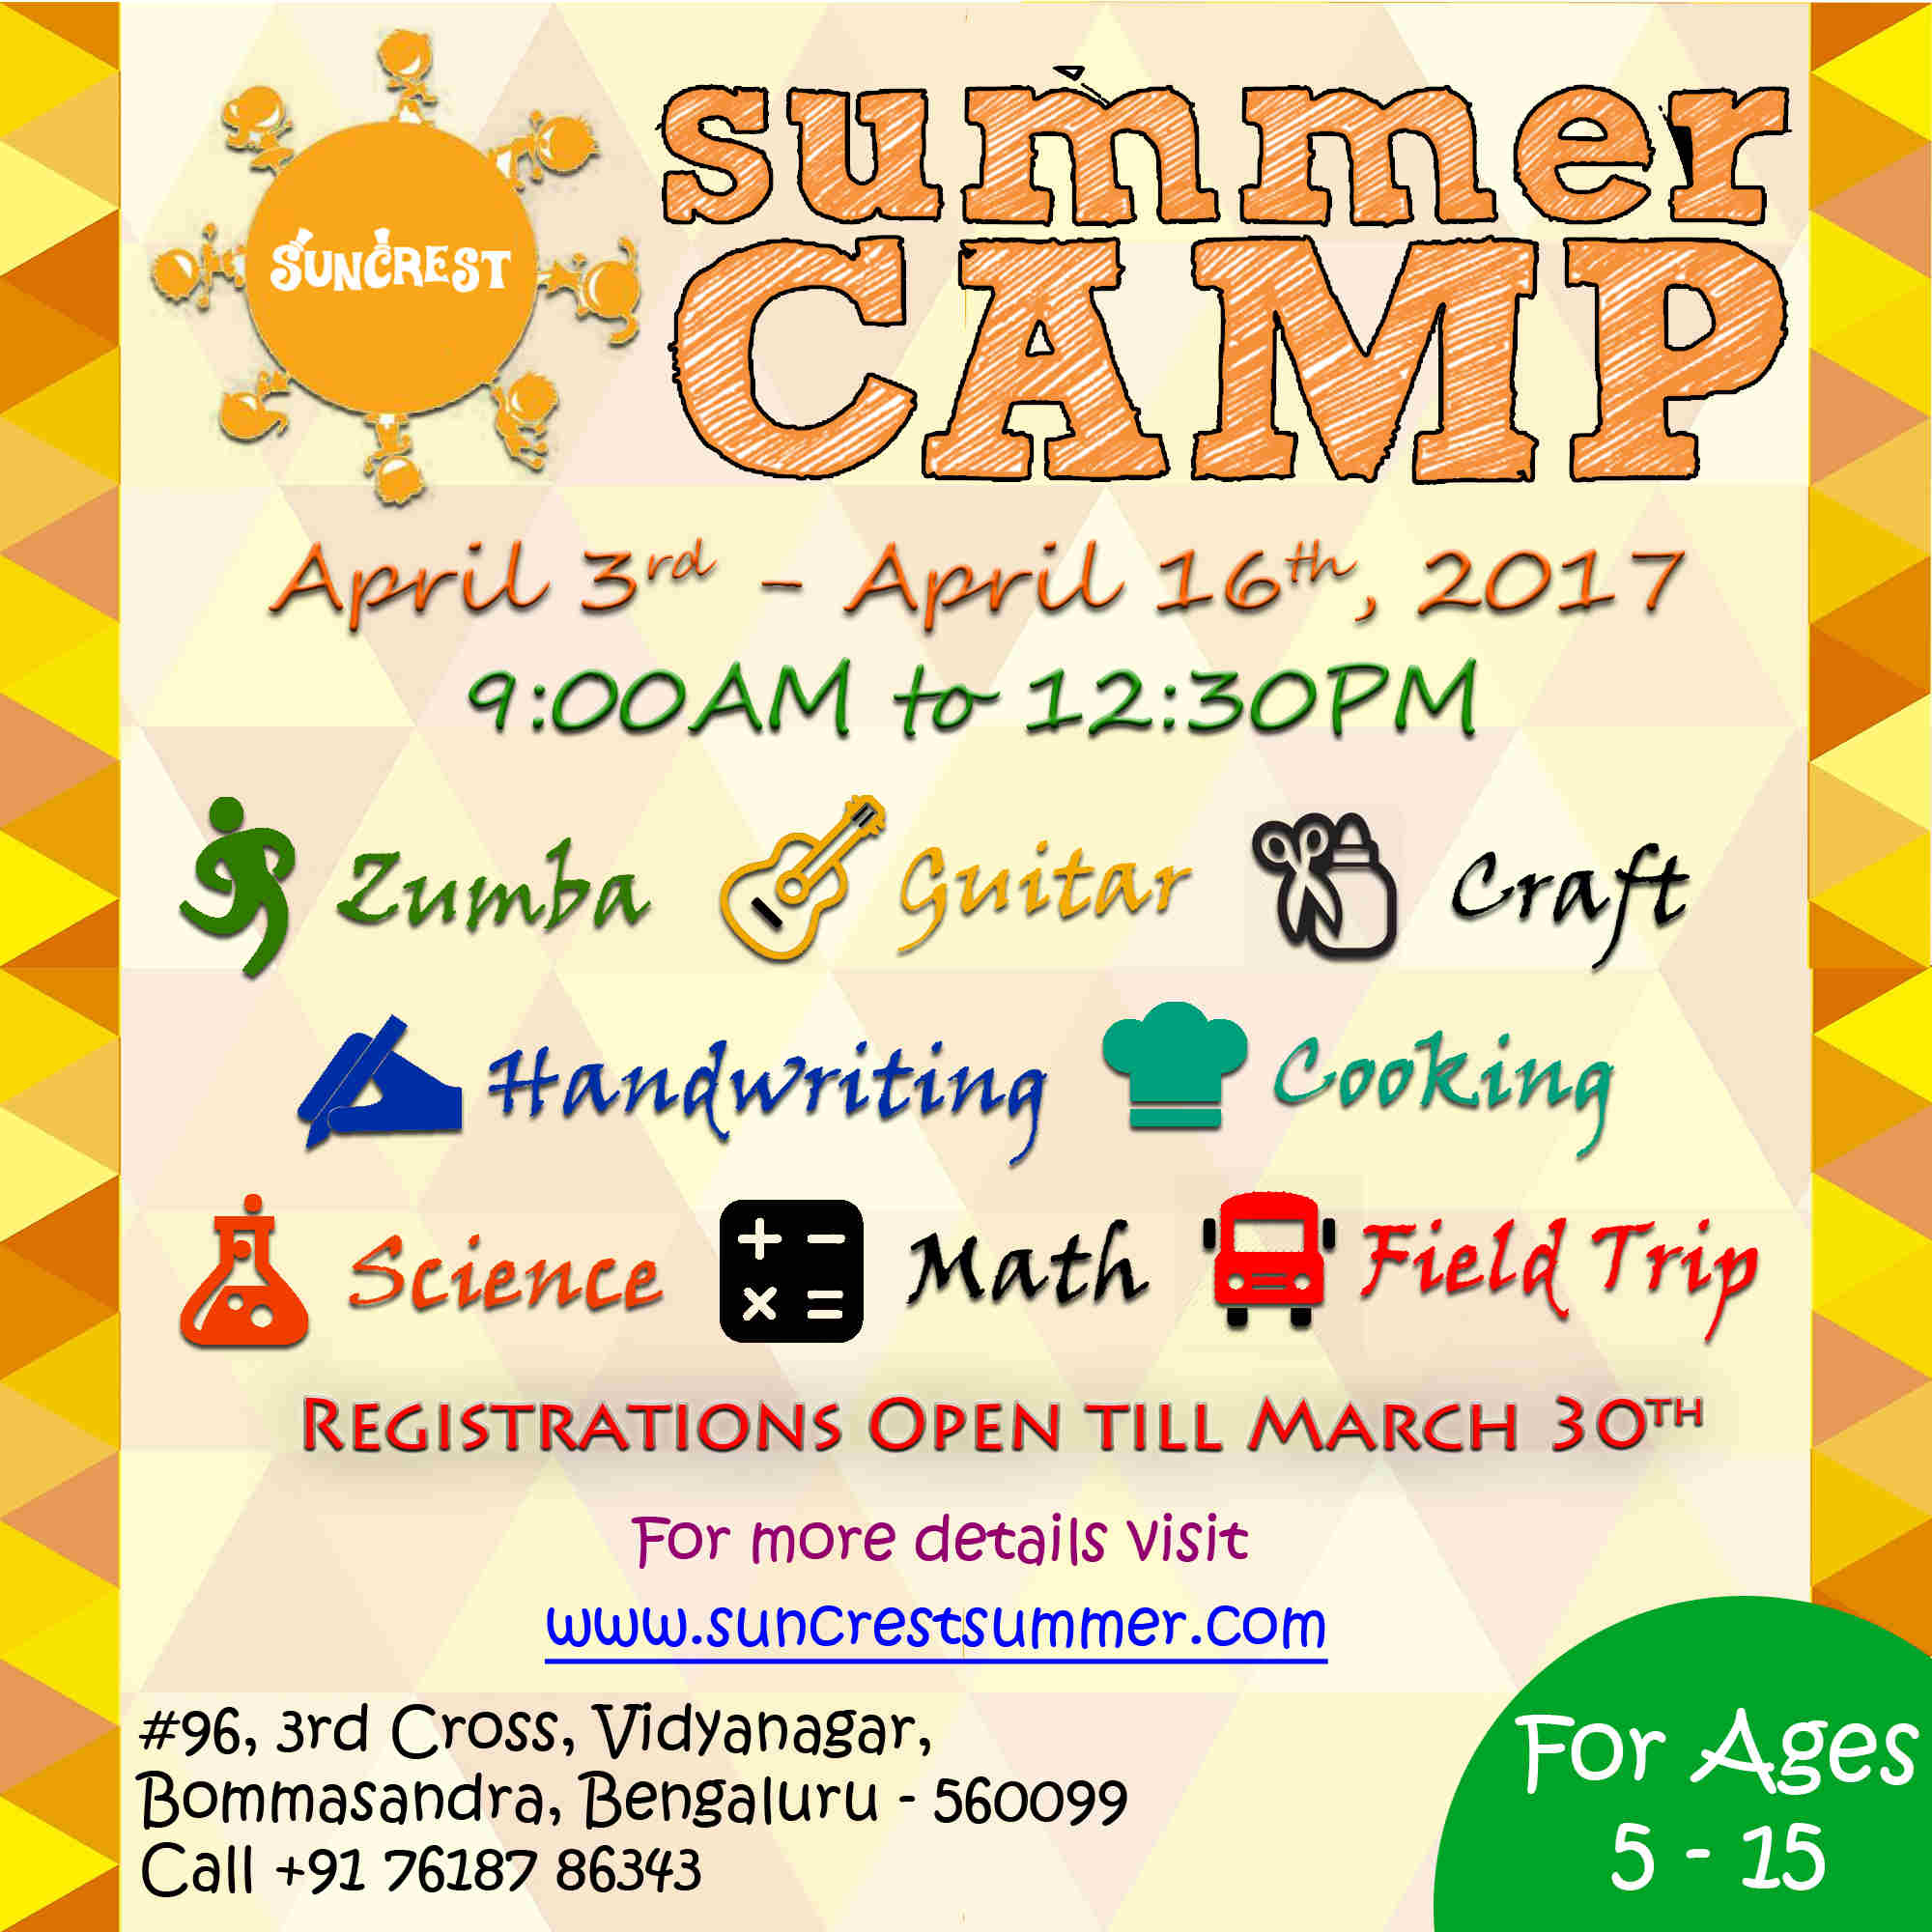 SUNCREST
summer
CAMP
April 3rd - April 16th, 2017
9:00AM to 12:30PM
Zumba Guitar Craft
Handwriting Cooking
Science Math Field Trip
REGISTRATIONS OPEN TILL MARCH 30TH
For more details visit
www.suncrestsummer.com
#96, 3rd Cross, Vidyanagar,
Bommasandra, Bengaluru - 560099
Call +91 76187 86343
For Ages
5 - 15